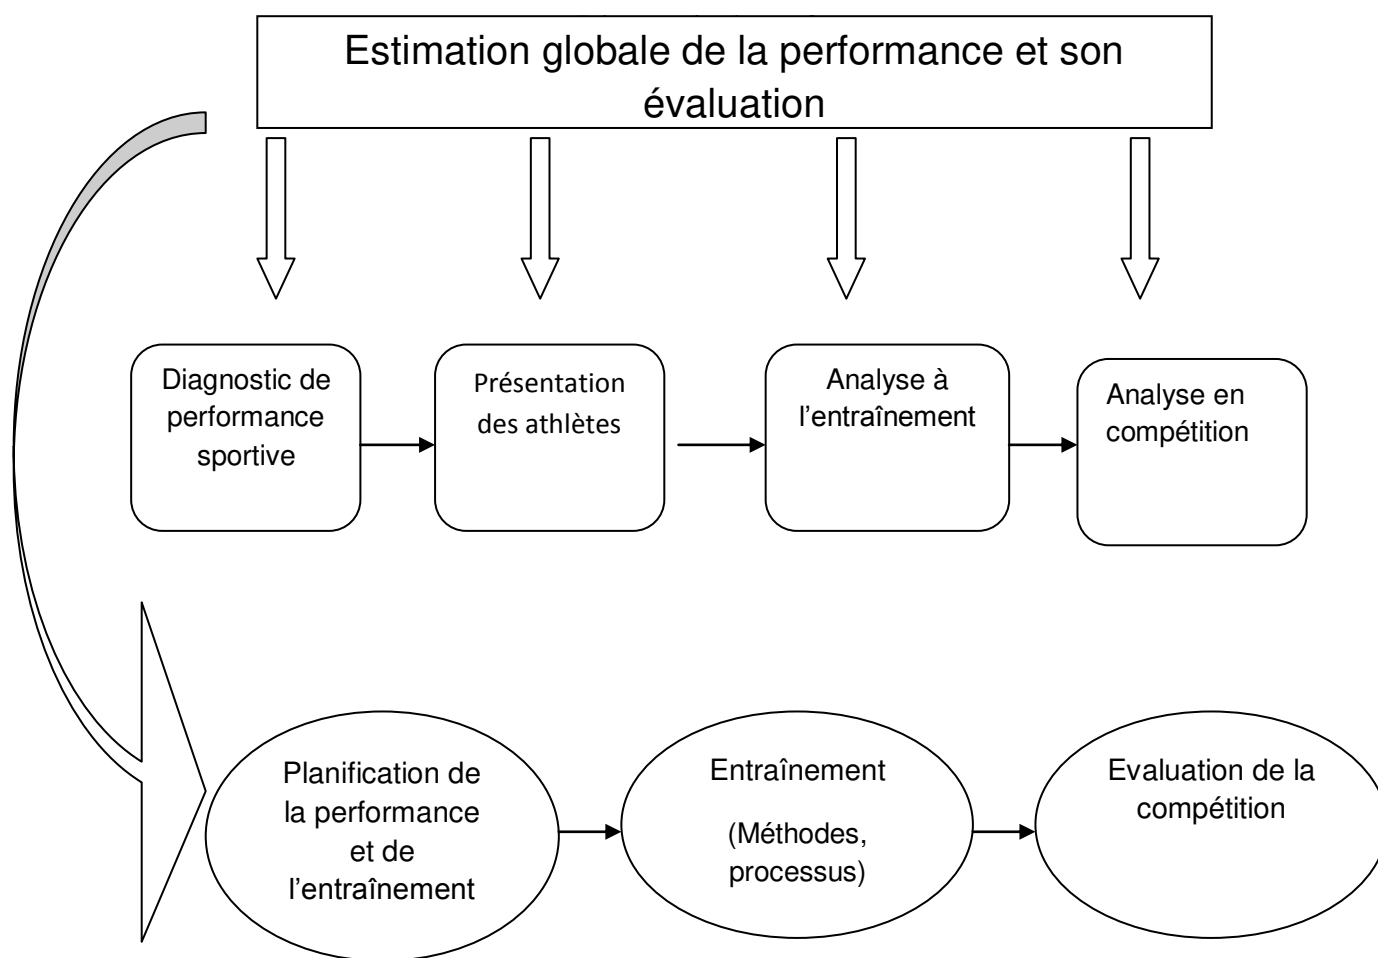 Estimation globale de la performance et son
évaluation
Diagnostic de
performance
sportive
Présentation
des athlètes
Analyse à
l’entraînement
Analyse en
compétition
Planification de
la performance
et de
l’entraînement
Entraînement
(Méthodes,
processus)
Evaluation de la
compétition